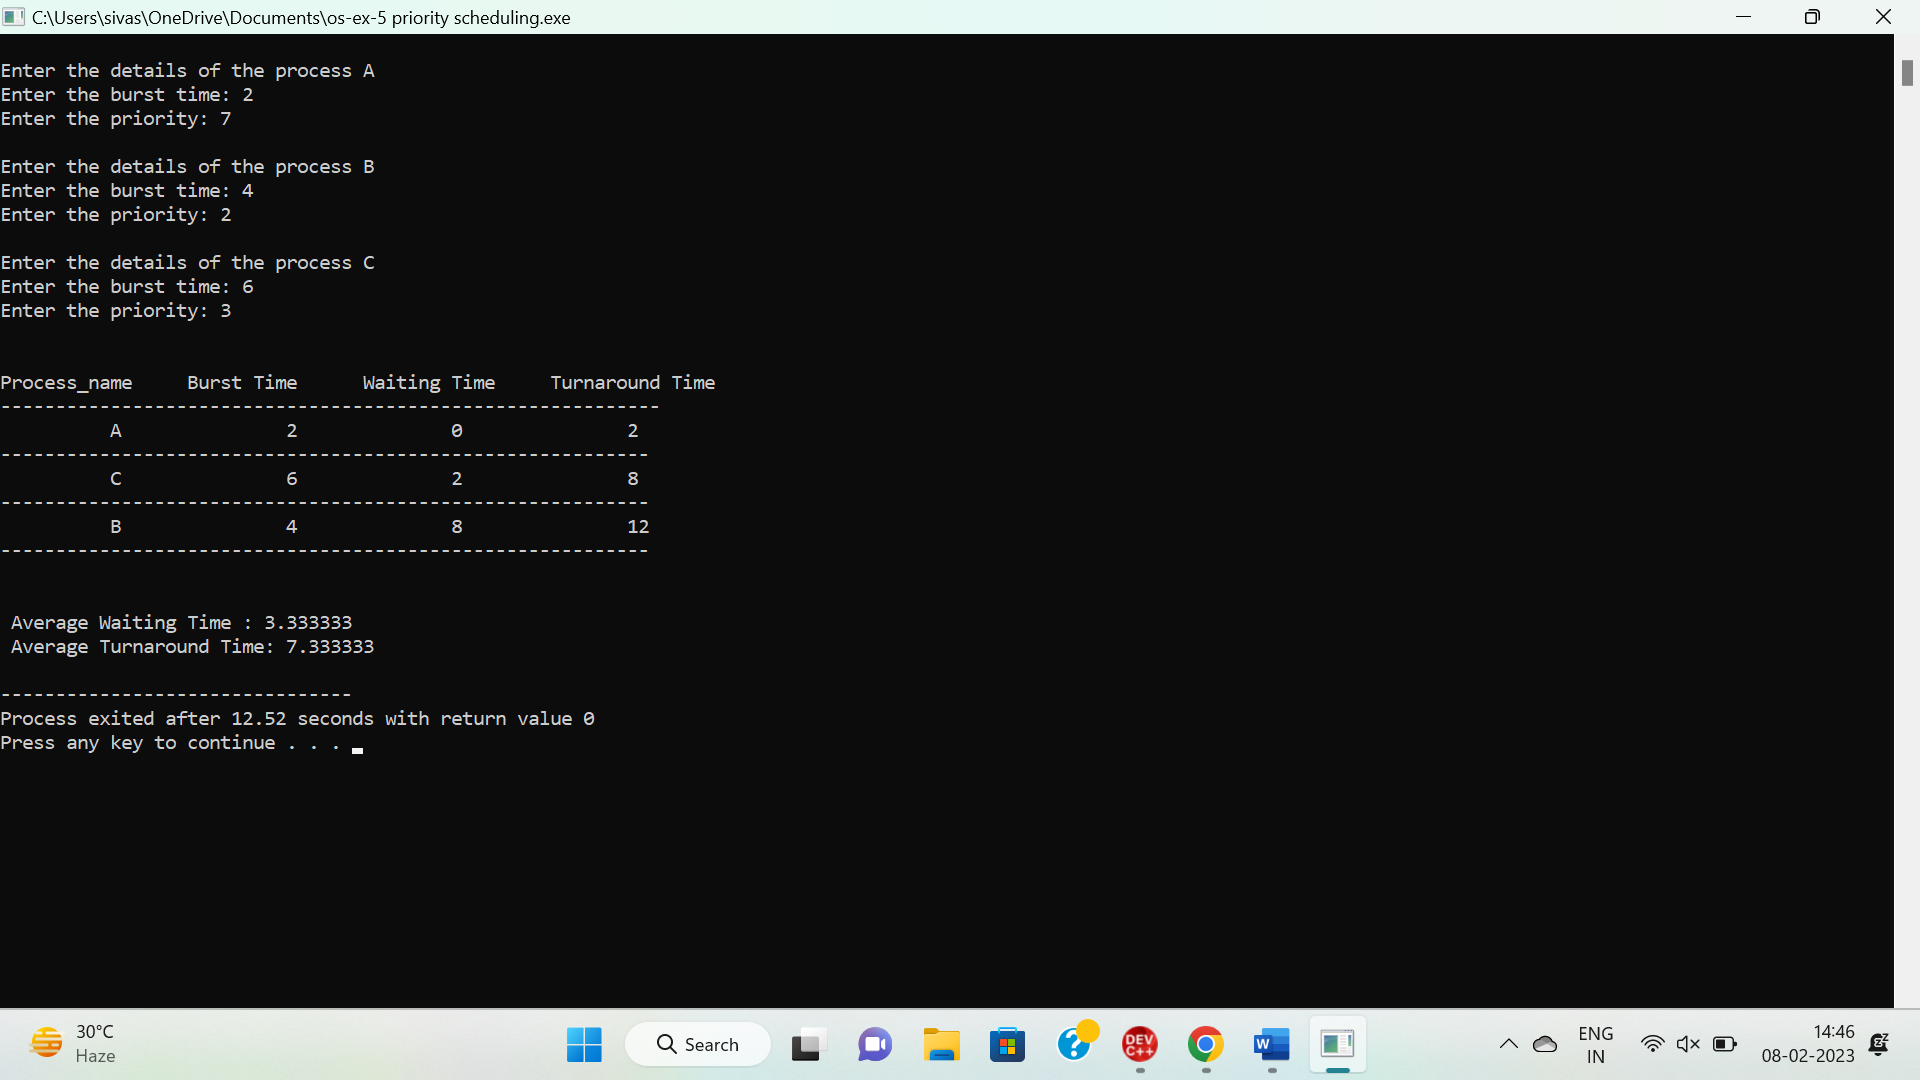 C:\Users\sivas\OneDrive\Documents\os-ex-5 priority scheduling.exe
Enter the details of the process A
Enter the burst time: 2
Enter the priority: 7
Enter the details of the process B
Enter the burst time: 4
Enter the priority: 2
Enter the details of the process C
Enter the burst time: 6
Enter the priority: 3
Process_name     Burst Time      Waiting Time     Turnaround Time
------------------------------------------------------------
A               2              0               2
-----------------------------------------------------------
C               6              2               8
-----------------------------------------------------------
B               4              8               12
-----------------------------------------------------------
Average Waiting Time : 3.333333
Average Turnaround Time: 7.333333
--------------------------------
Process exited after 12.52 seconds with return value 0
Press any key to continue . . .
30°C
Haze
Search
DEV
C++
W
ENG
IN
14:46
08-02-2023